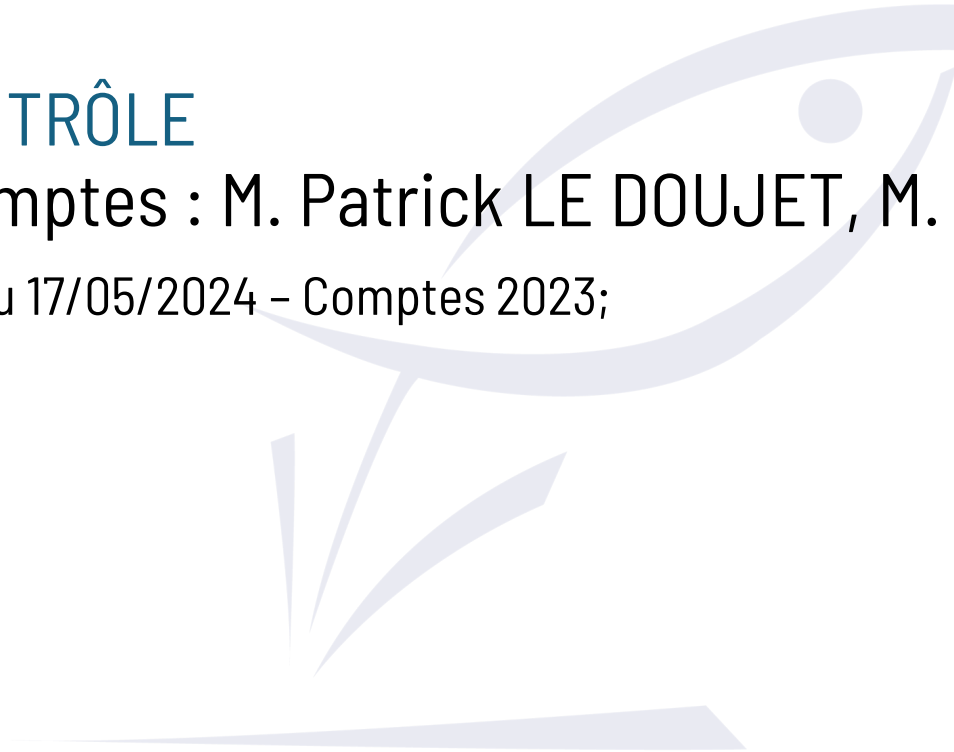 TRÔLE
mptes : M. Patrick LE DOUJET, M.
u 17/05/2024 – Comptes 2023;